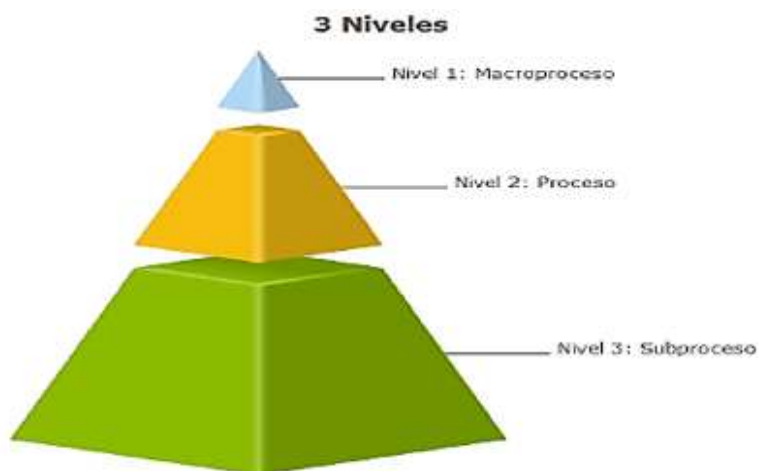 3 Niveles
Nivel 1: Macroproceso
Nivel 2: Proceso
Nivel 3: Subproceso